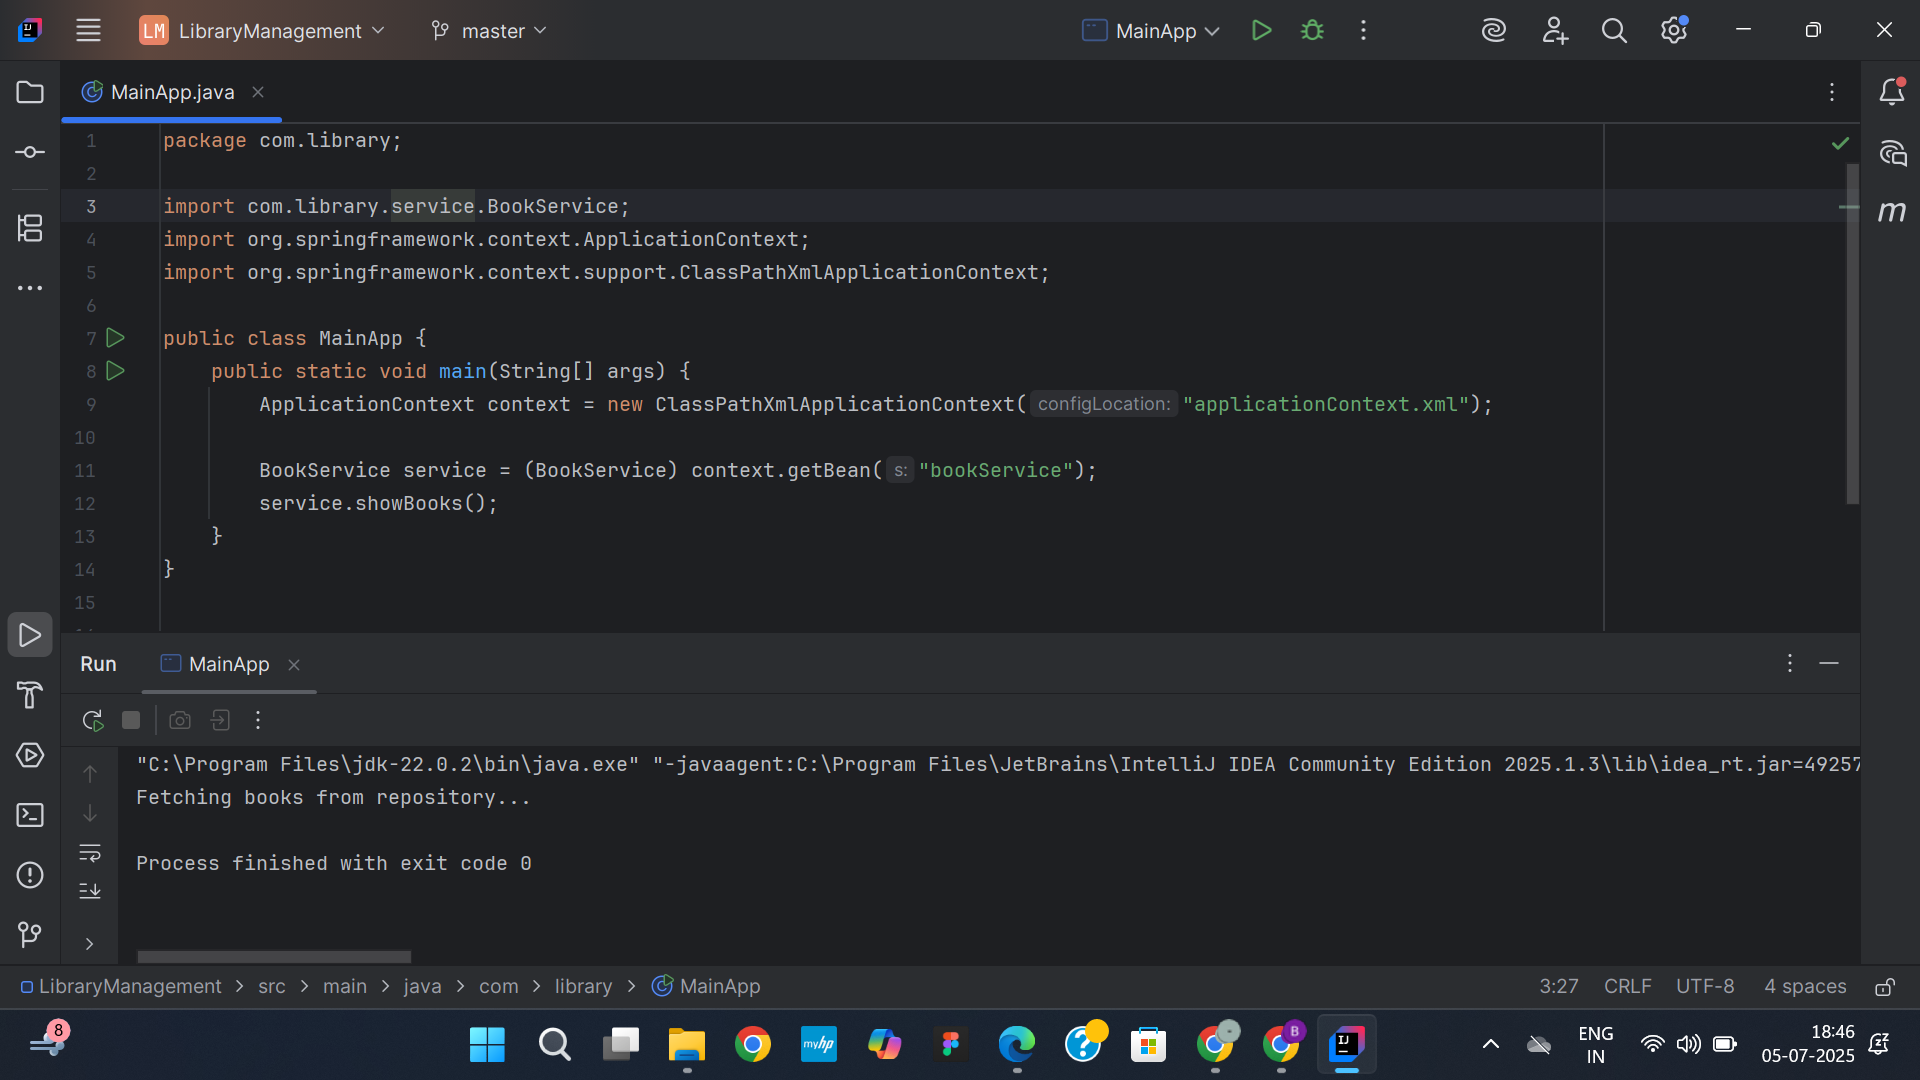 LM LibraryManagement master MainApp
MainApp.java
1 package com.library;
2
3 import com.library.service.BookService;
4 import org.springframework.context.ApplicationContext;
5 import org.springframework.context.support.ClassPathXmlApplicationContext;
6
7 public class MainApp {
8 public static void main(String[] args) {
9 ApplicationContext context = new ClassPathXmlApplicationContext( configLocation: "applicationContext.xml");
10
11 BookService service = (BookService) context.getBean( s: "bookService");
12 service.showBooks();
13 }
14 }
15
m
Run MainApp
"C:\Program Files\jdk-22.0.2\bin\java.exe" "-javaagent:C:\Program Files\JetBrains\IntelliJ IDEA Community Edition 2025.1.3\lib\idea_rt.jar=49257
Fetching books from repository...
Process finished with exit code 0
LibraryManagement > src > main > java > com > library > MainApp 3:27 CRLF UTF-8 4 spaces
8
myhp
B
IJ
ENG
IN
18:46
05-07-2025